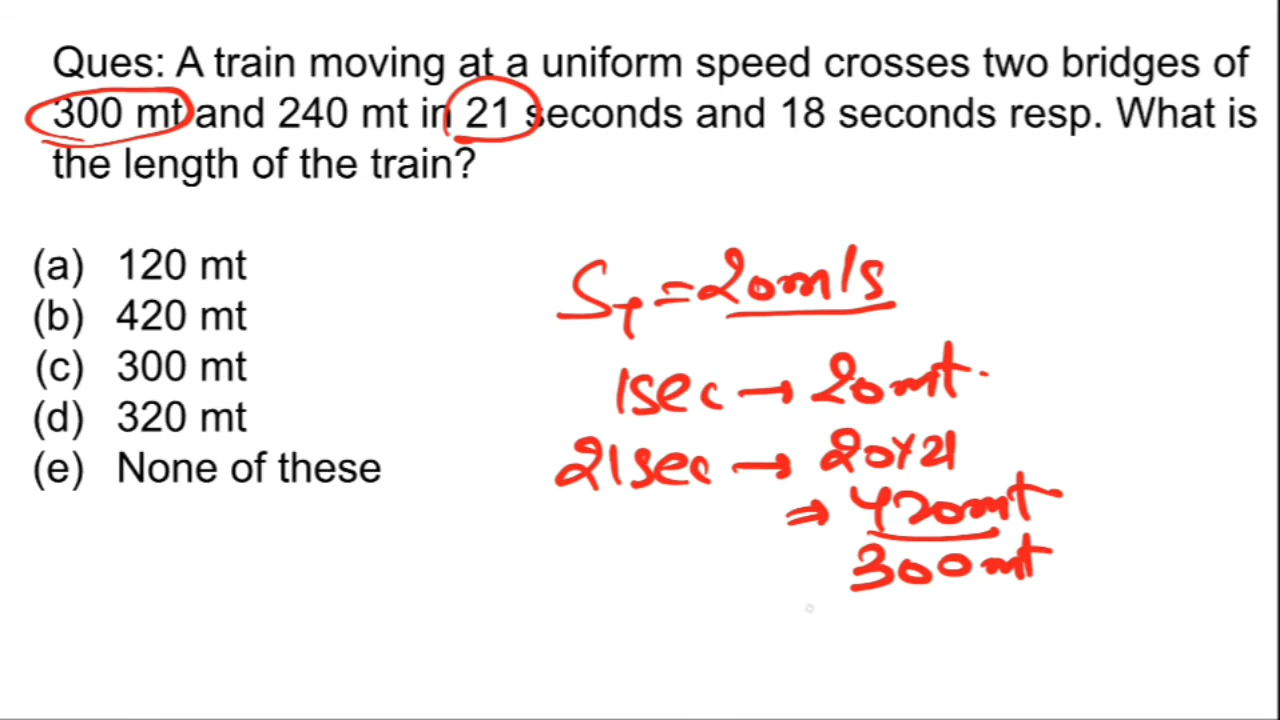 Ques: A train moving at a uniform speed crosses two bridges of
300 mt and 240 mt in 21 seconds and 18 seconds resp. What is
the length of the train?
(a) 120 mt
(b) 420 mt
(c) 300 mt
(d) 320 mt
(e) None of these
S_T = 20m/s
1sec → 20mt.
21sec → 20×21
⇒ 420mt
300mt